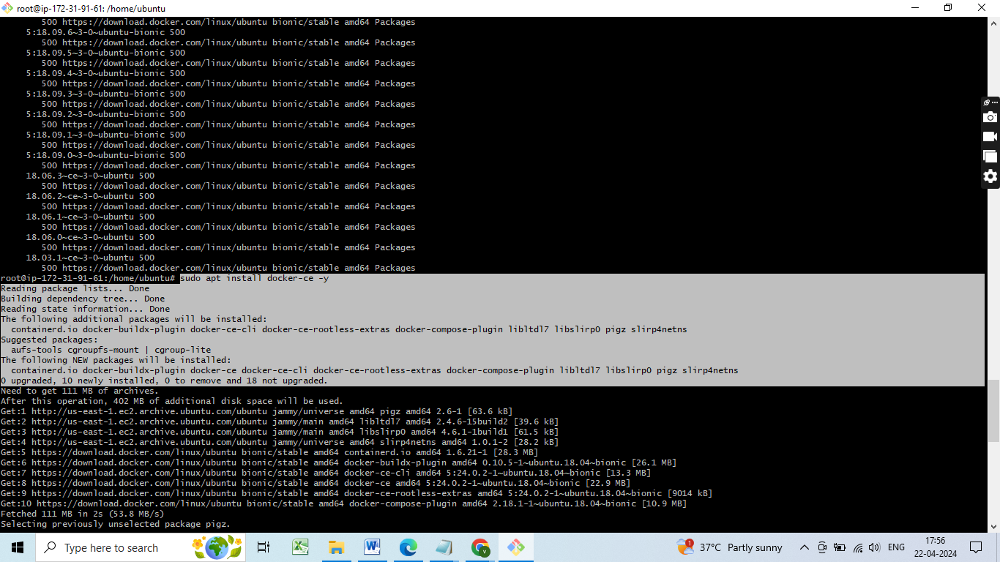 root@ip-172-31-91-61: /home/ubuntu
        500 https://download.docker.com/linux/ubuntu bionic/stable amd64 Packages
     5:18.09.6~3-0~ubuntu-bionic 500
        500 https://download.docker.com/linux/ubuntu bionic/stable amd64 Packages
     5:18.09.5~3-0~ubuntu-bionic 500
        500 https://download.docker.com/linux/ubuntu bionic/stable amd64 Packages
     5:18.09.4~3-0~ubuntu-bionic 500
        500 https://download.docker.com/linux/ubuntu bionic/stable amd64 Packages
     5:18.09.3~3-0~ubuntu-bionic 500
        500 https://download.docker.com/linux/ubuntu bionic/stable amd64 Packages
     5:18.09.2~3-0~ubuntu-bionic 500
        500 https://download.docker.com/linux/ubuntu bionic/stable amd64 Packages
     5:18.09.1~3-0~ubuntu-bionic 500
        500 https://download.docker.com/linux/ubuntu bionic/stable amd64 Packages
     5:18.09.0~3-0~ubuntu-bionic 500
        500 https://download.docker.com/linux/ubuntu bionic/stable amd64 Packages
     18.06.3~ce~3-0~ubuntu 500
        500 https://download.docker.com/linux/ubuntu bionic/stable amd64 Packages
     18.06.2~ce~3-0~ubuntu 500
        500 https://download.docker.com/linux/ubuntu bionic/stable amd64 Packages
     18.06.1~ce~3-0~ubuntu 500
        500 https://download.docker.com/linux/ubuntu bionic/stable amd64 Packages
     18.06.0~ce~3-0~ubuntu 500
        500 https://download.docker.com/linux/ubuntu bionic/stable amd64 Packages
     18.03.1~ce~3-0~ubuntu 500
        500 https://download.docker.com/linux/ubuntu bionic/stable amd64 Packages
root@ip-172-31-91-61:/home/ubuntu# sudo apt install docker-ce -y
Reading package lists... Done
Building dependency tree... Done
Reading state information... Done
The following additional packages will be installed:
  containerd.io docker-buildx-plugin docker-ce-cli docker-ce-rootless-extras docker-compose-plugin libltdl7 libslirp0 pigz slirp4netns
Suggested packages:
  aufs-tools cgroupfs-mount | cgroup-lite
The following NEW packages will be installed:
  containerd.io docker-buildx-plugin docker-ce docker-ce-cli docker-ce-rootless-extras docker-compose-plugin libltdl7 libslirp0 pigz slirp4netns
0 upgraded, 10 newly installed, 0 to remove and 18 not upgraded.
Need to get 111 MB of archives.
After this operation, 402 MB of additional disk space will be used.
Get:1 http://us-east-1.ec2.archive.ubuntu.com/ubuntu jammy/universe amd64 pigz amd64 2.6-1 [63.6 kB]
Get:2 http://us-east-1.ec2.archive.ubuntu.com/ubuntu jammy/main amd64 libltdl7 amd64 2.4.6-15build2 [39.6 kB]
Get:3 http://us-east-1.ec2.archive.ubuntu.com/ubuntu jammy/main amd64 libslirp0 amd64 4.6.1-1build1 [61.5 kB]
Get:4 http://us-east-1.ec2.archive.ubuntu.com/ubuntu jammy/universe amd64 slirp4netns amd64 1.0.1-2 [28.2 kB]
Get:5 https://download.docker.com/linux/ubuntu bionic/stable amd64 containerd.io amd64 1.6.21-1 [28.3 MB]
Get:6 https://download.docker.com/linux/ubuntu bionic/stable amd64 docker-buildx-plugin amd64 0.10.5-1~ubuntu.18.04~bionic [26.1 MB]
Get:7 https://download.docker.com/linux/ubuntu bionic/stable amd64 docker-ce-cli amd64 5:24.0.2-1~ubuntu.18.04~bionic [13.3 MB]
Get:8 https://download.docker.com/linux/ubuntu bionic/stable amd64 docker-ce amd64 5:24.0.2-1~ubuntu.18.04~bionic [22.9 MB]
Get:9 https://download.docker.com/linux/ubuntu bionic/stable amd64 docker-ce-rootless-extras amd64 5:24.0.2-1~ubuntu.18.04~bionic [9014 kB]
Get:10 https://download.docker.com/linux/ubuntu bionic/stable amd64 docker-compose-plugin amd64 2.18.1-1~ubuntu.18.04~bionic [10.9 MB]
Fetched 111 MB in 2s (53.8 MB/s)
Selecting previously unselected package pigz.
Type here to search
1
37°C Partly sunny
ENG
17:56
22-04-2024